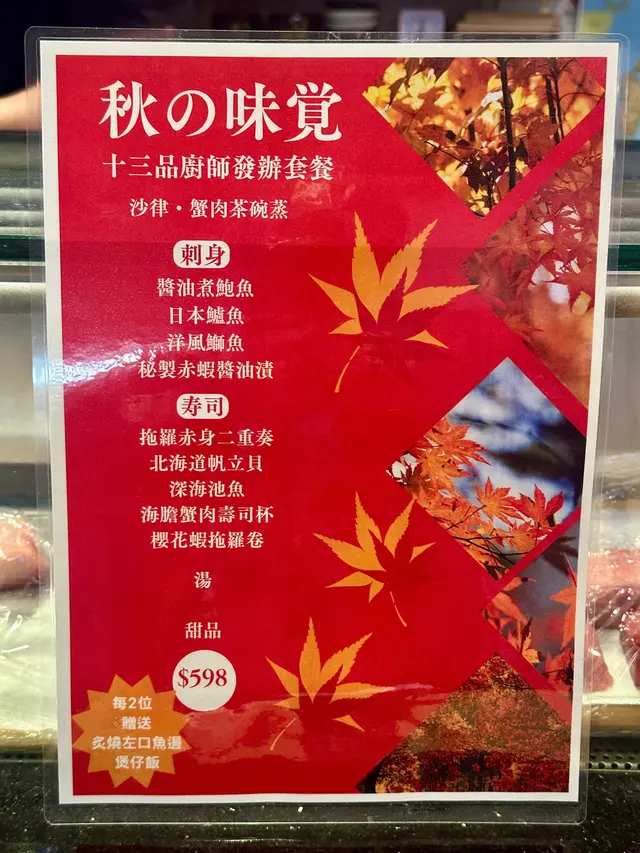 秋の味覚
十三品廚師發辦套餐
沙律・蟹肉茶碗蒸
刺身
醬油煮鮑魚
日本鱸魚
洋風鰤魚
秘製赤蝦醬油漬
寿司
拖羅赤身二重奏
北海道帆立貝
深海池魚
海膽蟹肉壽司杯
櫻花蝦拖羅卷
湯
甜品
$598
每2位
贈送
炙燒左口魚邊
煲仔飯